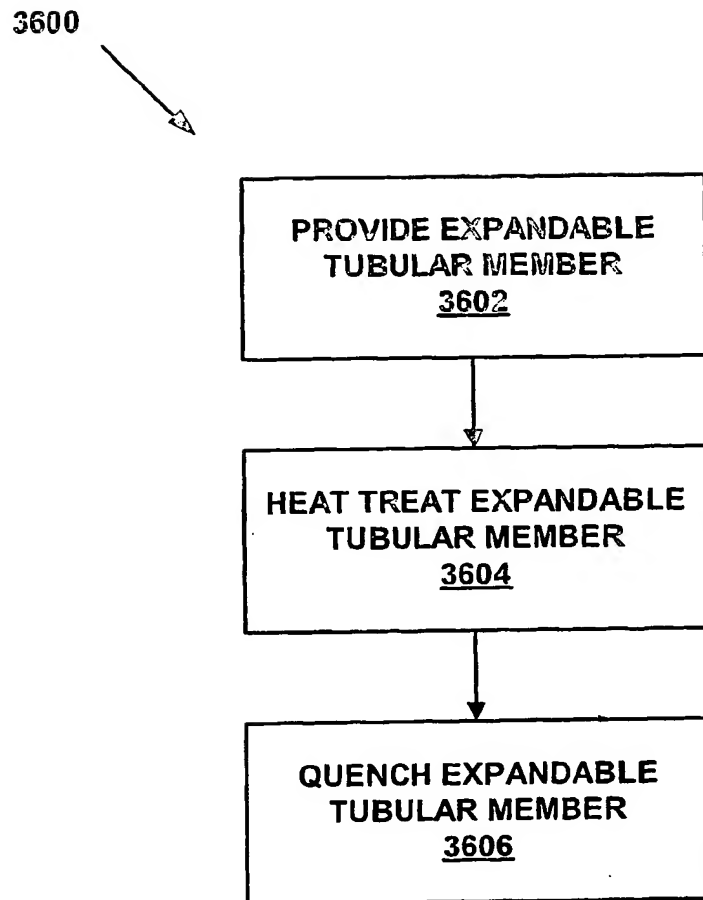 3600
PROVIDE EXPANDABLE
TUBULAR MEMBER
3602
HEAT TREAT EXPANDABLE
TUBULAR MEMBER
3604
QUENCH EXPANDABLE
TUBULAR MEMBER
3606